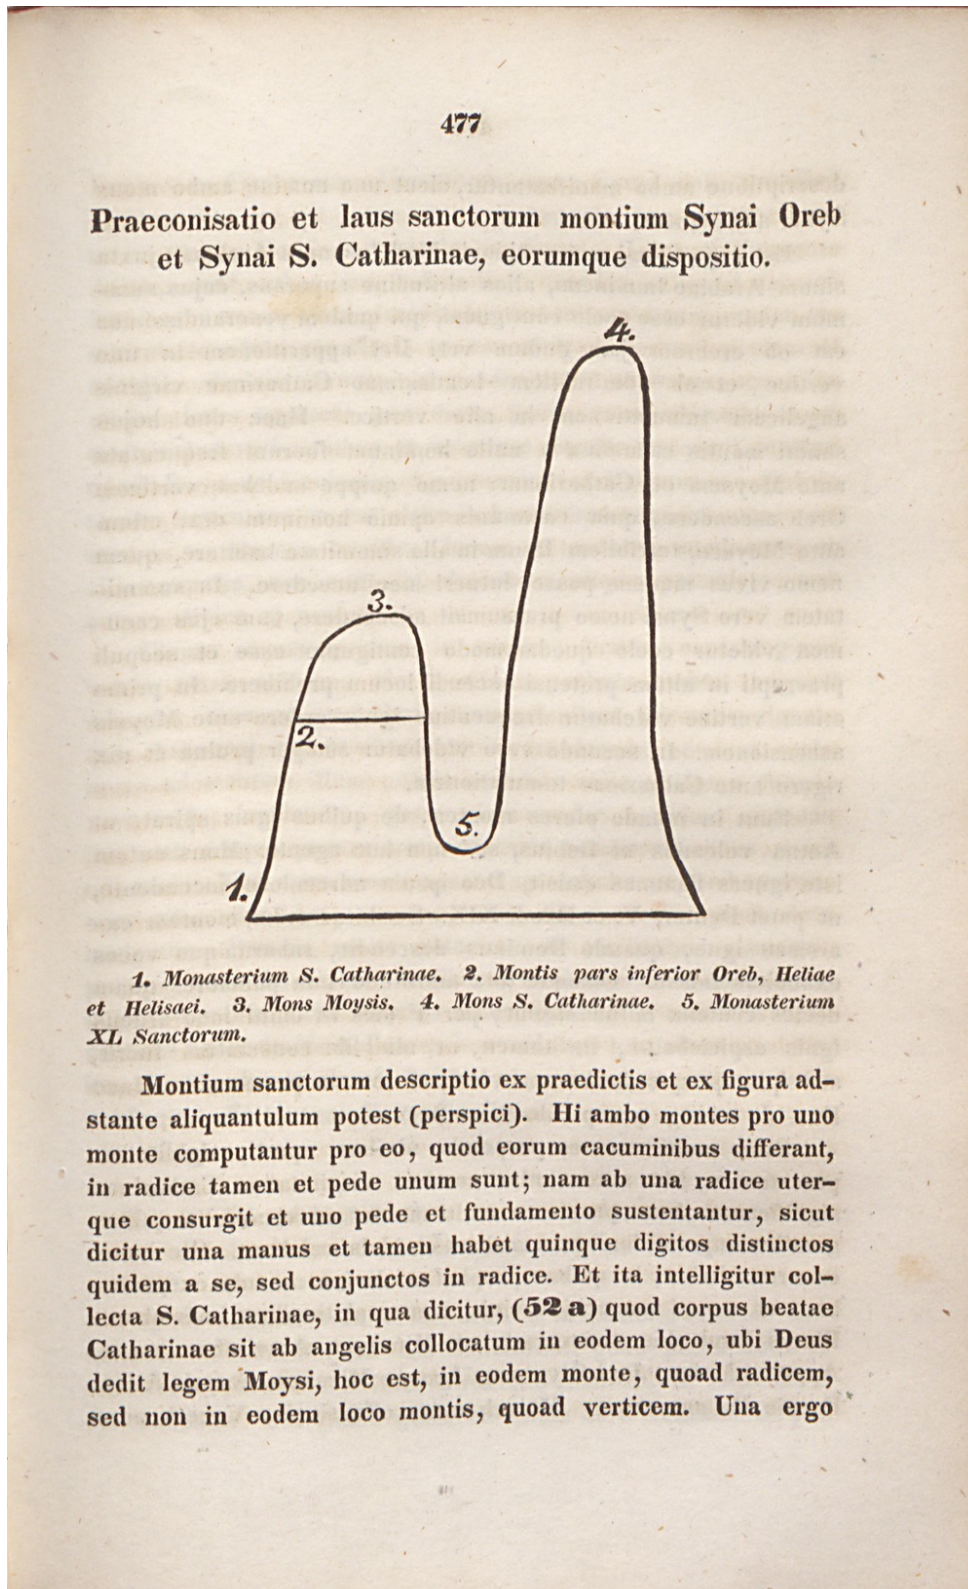 477
Praeconisatio et laus sanctorum montium Synai Oreb
et Synai S. Catharinae, eorumque dispositio.
4.
3.
2.
5.
1.
1. Monasterium S. Catharinae. 2. Montis pars inferior Oreb, Heliae
et Helisaei. 3. Mons Moysis. 4. Mons S. Catharinae. 5. Monasterium
XL Sanctorum.
Montium sanctorum descriptio ex praedictis et ex figura ad-
stante aliquantulum potest (perspici). Hi ambo montes pro uno
monte computantur pro eo, quod eorum cacuminibus differant,
in radice tamen et pede unum sunt; nam ab una radice uter-
que consurgit et uno pede et fundamento sustentantur, sicut
dicitur una manus et tamen habet quinque digitos distinctos
quidem a se, sed conjunctos in radice. Et ita intelligitur col-
lecta S. Catharinae, in qua dicitur, (52 a) quod corpus beatae
Catharinae sit ab angelis collocatum in eodem loco, ubi Deus
dedit legem Moysi, hoc est, in eodem monte, quoad radicem,
sed non in eodem loco montis, quoad verticem. Una ergo